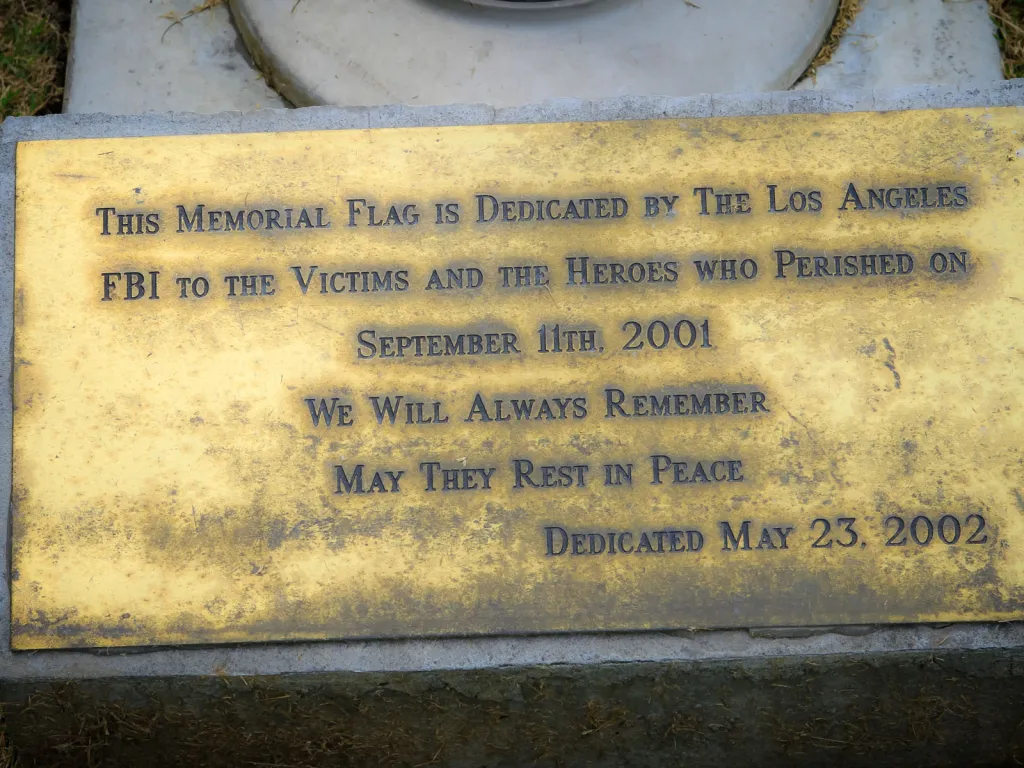 This Memorial Flag is Dedicated by The Los Angeles
FBI to the Victims and the Heroes who Perished on
September 11th, 2001
We Will Always Remember
May They Rest in Peace
Dedicated May 23, 2002